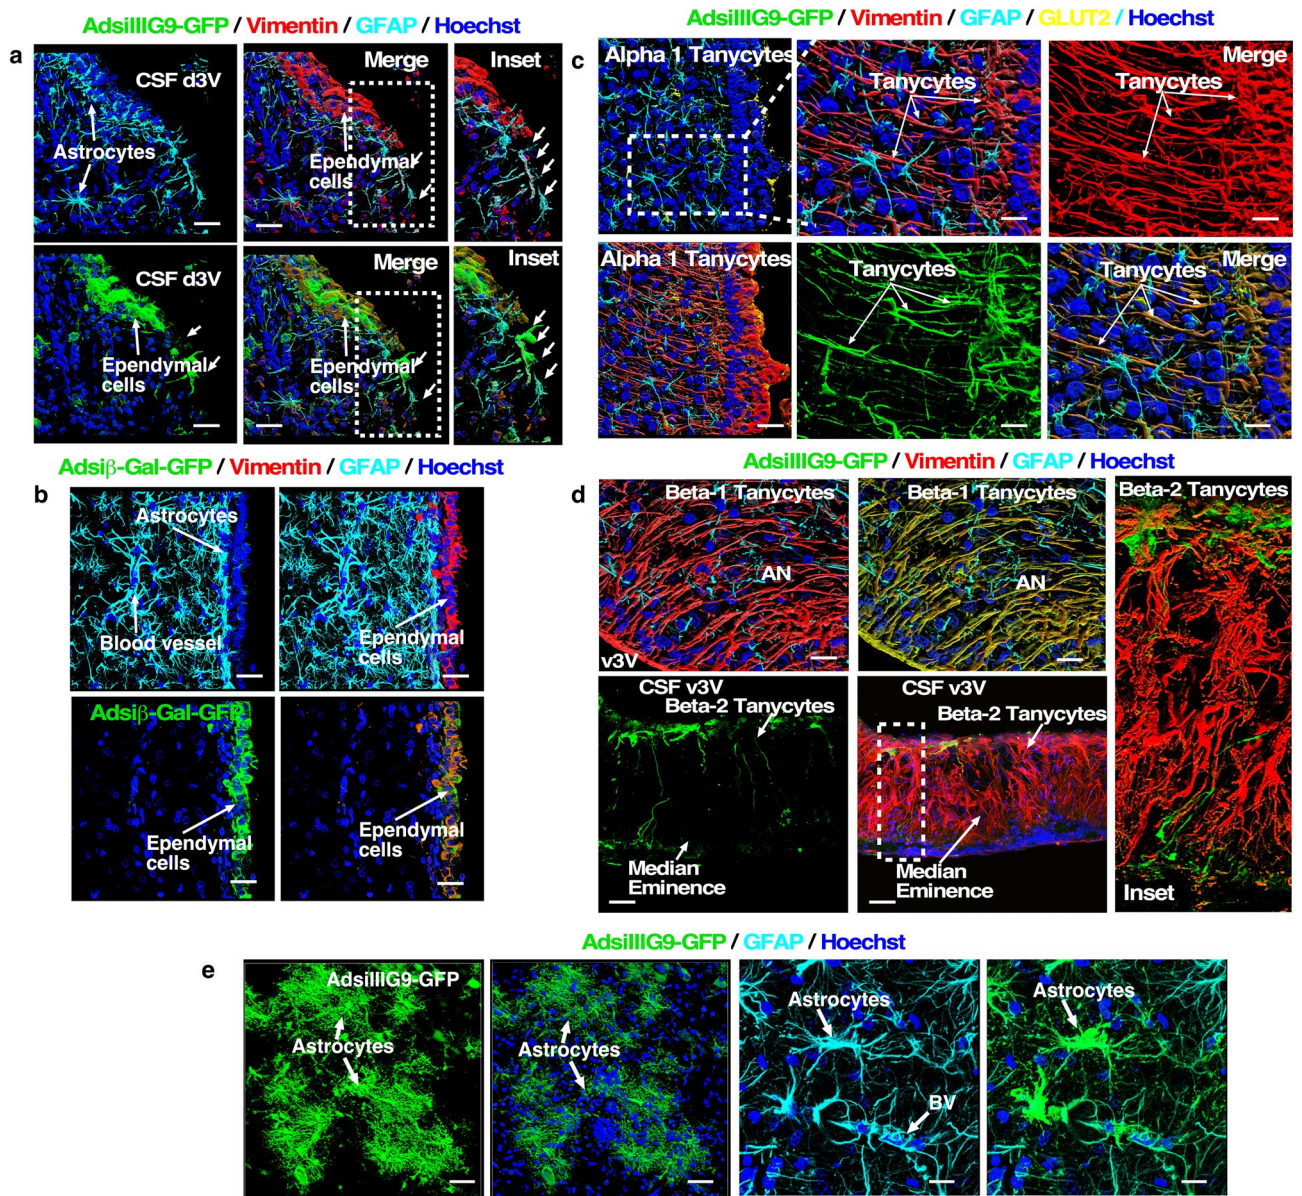 AdsiIIIG9-GFP / Vimentin / GFAP / Hoechst
a
CSF d3V
Astrocytes
Merge
Ependymal
cells
Inset
CSF d3V
Ependymal
cells
Merge
Ependymal
cells
Inset
Adsiβ-Gal-GFP / Vimentin / GFAP / Hoechst
b
Astrocytes
Blood vessel
Ependymal
cells
Adsiβ-Gal-GFP
Ependymal
cells
Ependymal
cells
AdsiIIIG9-GFP / Vimentin / GFAP / GLUT2 / Hoechst
c
Alpha 1 Tanycytes
Tanycytes
Merge
Tanycytes
Alpha 1 Tanycytes
Tanycytes
Merge
Tanycytes
AdsiIIIG9-GFP / Vimentin / GFAP / Hoechst
d
Beta-1 Tanycytes
AN
v3V
Beta-1 Tanycytes
AN
Beta-2 Tanycytes
Inset
CSF v3V
Beta-2 Tanycytes
Median
Eminence
CSF v3V
Beta-2 Tanycytes
Median
Eminence
AdsiIIIG9-GFP / GFAP / Hoechst
e
AdsiIIIG9-GFP
Astrocytes
Astrocytes
Astrocytes
BV
Astrocytes